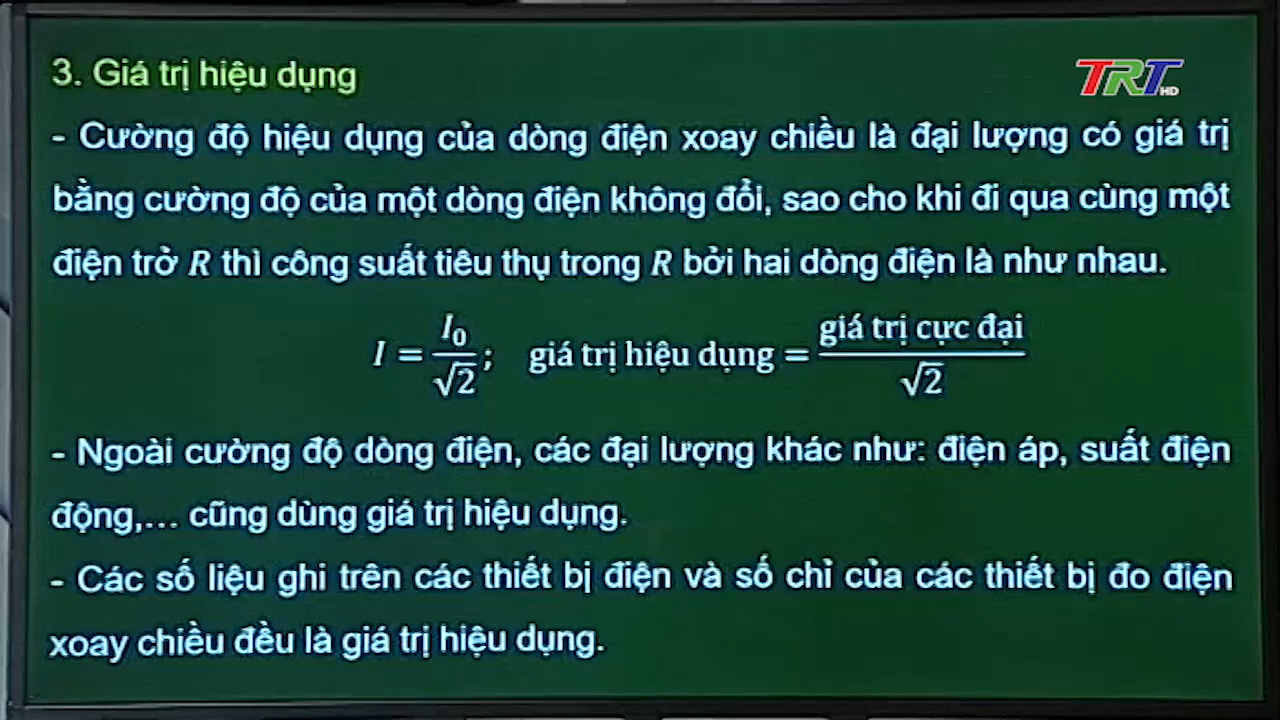 3. Giá trị hiệu dụng
TRT HD
- Cường độ hiệu dụng của dòng điện xoay chiều là đại lượng có giá trị
bằng cường độ của một dòng điện không đổi, sao cho khi đi qua cùng một
điện trở R thì công suất tiêu thụ trong R bởi hai dòng điện là như nhau.
I = I₀/√2 ; giá trị hiệu dụng = giá trị cực đại/√2
- Ngoài cường độ dòng điện, các đại lượng khác như: điện áp, suất điện
động,... cũng dùng giá trị hiệu dụng.
- Các số liệu ghi trên các thiết bị điện và số chỉ của các thiết bị đo điện
xoay chiều đều là giá trị hiệu dụng.